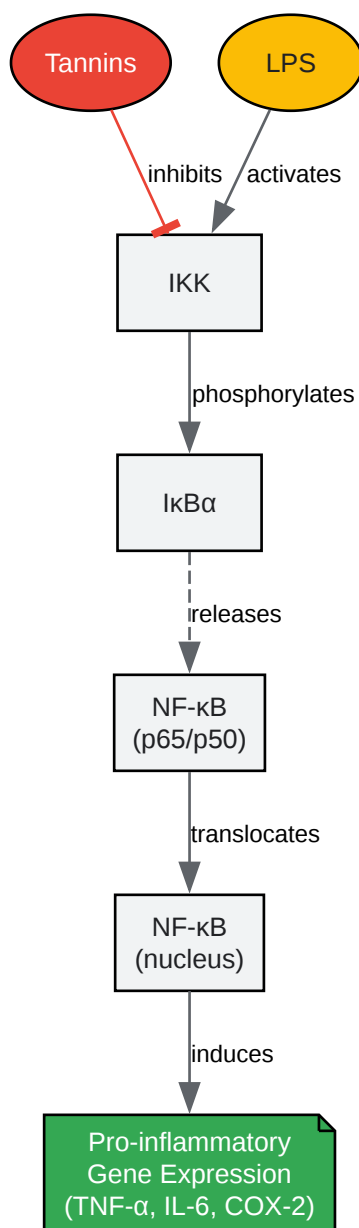 Tannins
LPS
inhibits
activates
IKK
phosphorylates
IκBα
releases
NF-κB
(p65/p50)
translocates
NF-κB
(nucleus)
induces
Pro-inflammatory
Gene Expression
(TNF-α, IL-6, COX-2)